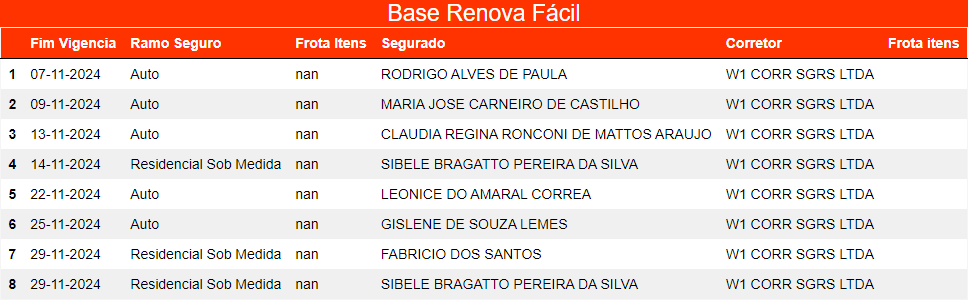 Base Renova Fácil
Fim Vigencia Ramo Seguro Frota Itens Segurado Corretor Frota itens
1 07-11-2024 Auto nan RODRIGO ALVES DE PAULA W1 CORR SGRS LTDA
2 09-11-2024 Auto nan MARIA JOSE CARNEIRO DE CASTILHO W1 CORR SGRS LTDA
3 13-11-2024 Auto nan CLAUDIA REGINA RONCONI DE MATTOS ARAUJO W1 CORR SGRS LTDA
4 14-11-2024 Residencial Sob Medida nan SIBELE BRAGATTO PEREIRA DA SILVA W1 CORR SGRS LTDA
5 22-11-2024 Auto nan LEONICE DO AMARAL CORREA W1 CORR SGRS LTDA
6 25-11-2024 Auto nan GISLENE DE SOUZA LEMES W1 CORR SGRS LTDA
7 29-11-2024 Residencial Sob Medida nan FABRICIO DOS SANTOS W1 CORR SGRS LTDA
8 29-11-2024 Residencial Sob Medida nan SIBELE BRAGATTO PEREIRA DA SILVA W1 CORR SGRS LTDA